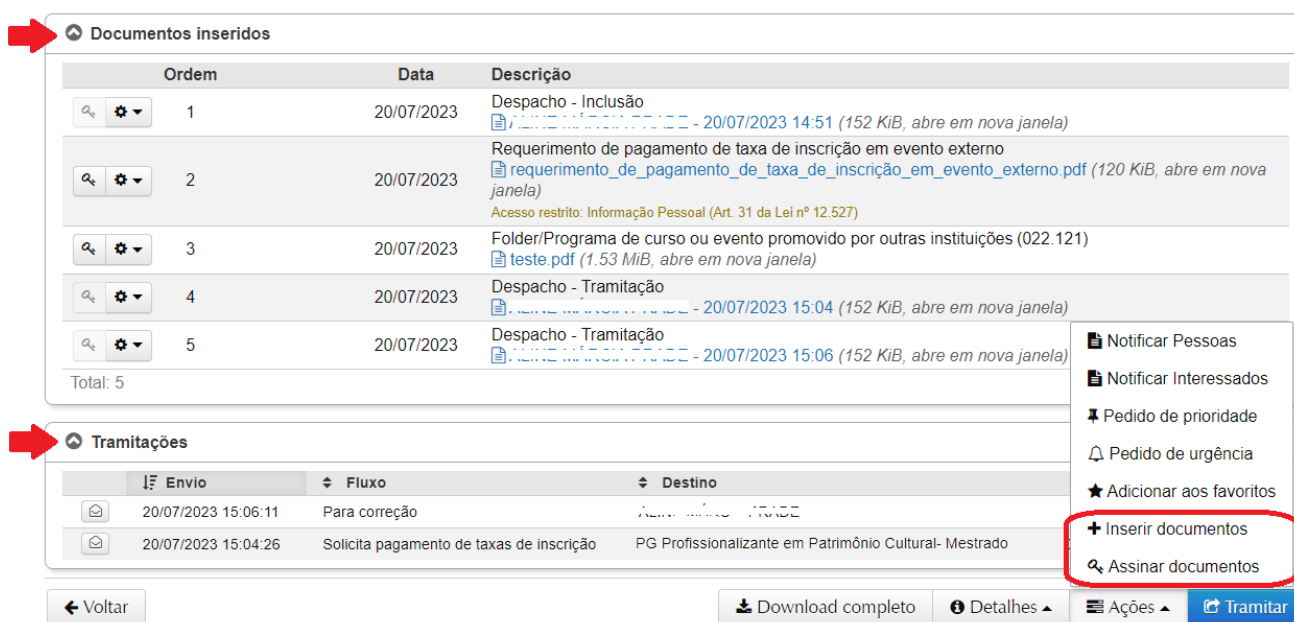 Documentos inseridos
Ordem Data Descrição
1 20/07/2023 Despacho - Inclusão
- 20/07/2023 14:51 (152 KiB, abre em nova janela)
2 20/07/2023 Requerimento de pagamento de taxa de inscrição em evento externo
requerimento_de_pagamento_de_taxa_de_inscrição_em_evento_externo.pdf (120 KiB, abre em nova
janela)
Acesso restrito: Informação Pessoal (Art. 31 da Lei nº 12.527)
3 20/07/2023 Folder/Programa de curso ou evento promovido por outras instituições (022.121)
teste.pdf (1.53 MiB, abre em nova janela)
4 20/07/2023 Despacho - Tramitação
- 20/07/2023 15:04 (152 KiB, abre em nova janela)
5 20/07/2023 Despacho - Tramitação
- 20/07/2023 15:06 (152 KiB, abre em nova janela)
Total: 5
Tramitações
Envio Fluxo Destino
20/07/2023 15:06:11 Para correção
20/07/2023 15:04:26 Solicita pagamento de taxas de inscrição PG Profissionalizante em Patrimônio Cultural- Mestrado
Notificar Pessoas
Notificar Interessados
Pedido de prioridade
Pedido de urgência
Adicionar aos favoritos
Inserir documentos
Assinar documentos
Voltar Download completo Detalhes Ações Tramitar